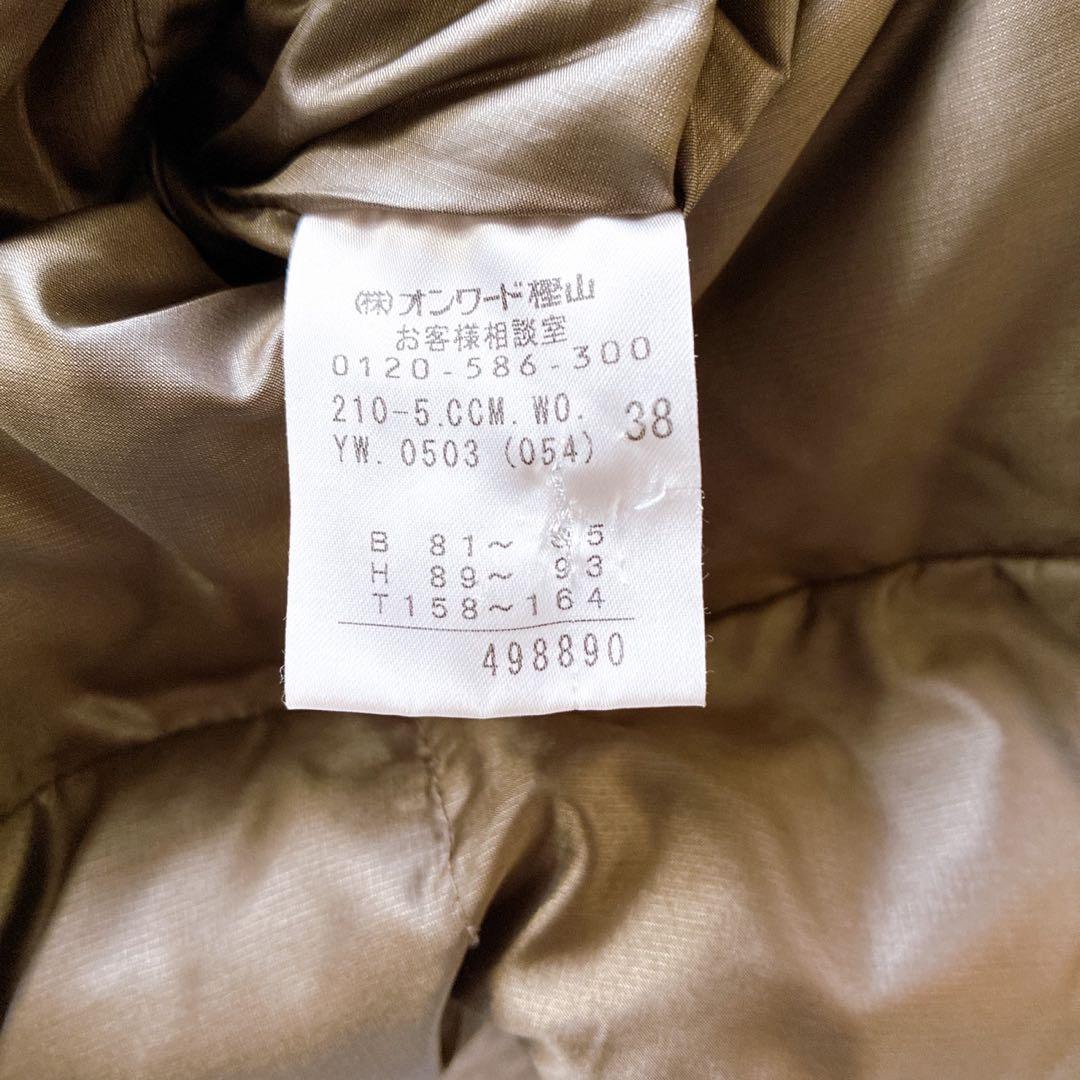 (株)オンワード樫山
お客様相談室
0120-586-300
210-5.CCM.WO. 38
YW.0503(054)
B 81~
H 89~ 93
T158~164
498890